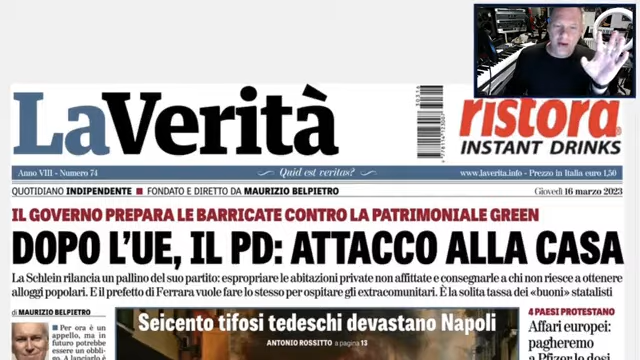 LaVerità
ristora
INSTANT DRINKS
Anno VIII - Numero 74
Quid est veritas?
www.laverita.info - Prezzo in Italia euro 1,50
QUOTIDIANO INDIPENDENTE ■ FONDATO E DIRETTO DA MAURIZIO BELPIETRO
Giovedì 16 marzo 2023
IL GOVERNO PREPARA LE BARRICATE CONTRO LA PATRIMONIALE GREEN
DOPO L'UE, IL PD: ATTACCO ALLA CASA
La Schlein rilancia un pallino del suo partito: espropriare le abitazioni private non affittate e consegnarle a chi non riesce a ottenere
alloggi popolari. E il prefetto di Ferrara vuole fare lo stesso per ospitare gli extracomunitari. È la solita tassa dei «buoni» statalisti
di MAURIZIO BELPIETRO
Per ora è un
appello, ma in
futuro potrebbe
essere un obbli-
go. A lanciarlo è
Seicento tifosi tedeschi devastano Napoli
ANTONIO ROSSITTO a pagina 13
4 PAESI PROTESTANO
Affari europei:
pagheremo
a Pfizer le dosi